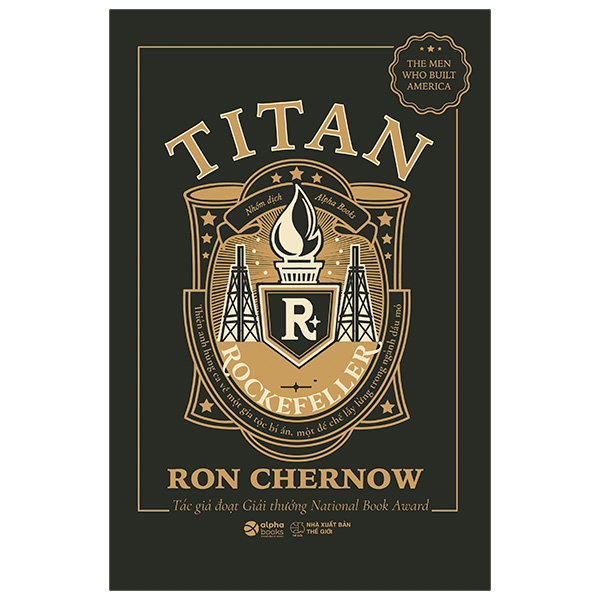 THE MEN
WHO BUILT
AMERICA
TITAN
Nhóm dịch Alpha Books
R
ROCKEFELLER
Thiên anh hùng ca về một gia tộc bí ẩn, một đế chế lẫy lừng trong ngành dầu mỏ
RON CHERNOW
Tác giả đoạt Giải thưởng National Book Award
alpha
books
NHÀ XUẤT BẢN
THẾ GIỚI